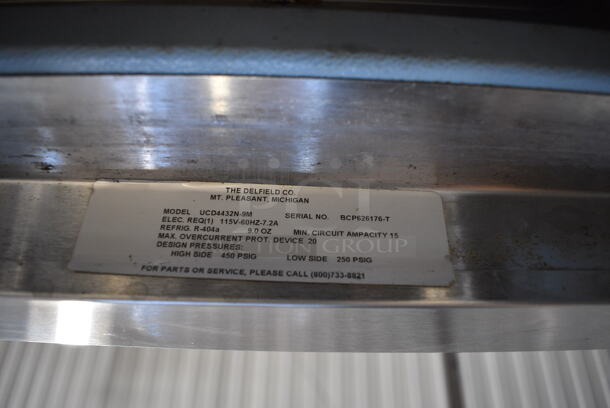 THE DELFIELD CO.
MT. PLEASANT, MICHIGAN
MODEL UCD4432N-9M SERIAL NO. BCP626176-T
ELEC. REQ(1) 115V-60HZ-7.2A
REFRIG. R-404a 9.0 OZ MIN. CIRCUIT AMPACITY 15
MAX. OVERCURRENT PROT. DEVICE 20
DESIGN PRESSURES:
HIGH SIDE 450 PSIG LOW SIDE 250 PSIG
FOR PARTS OR SERVICE, PLEASE CALL (800)733-8821